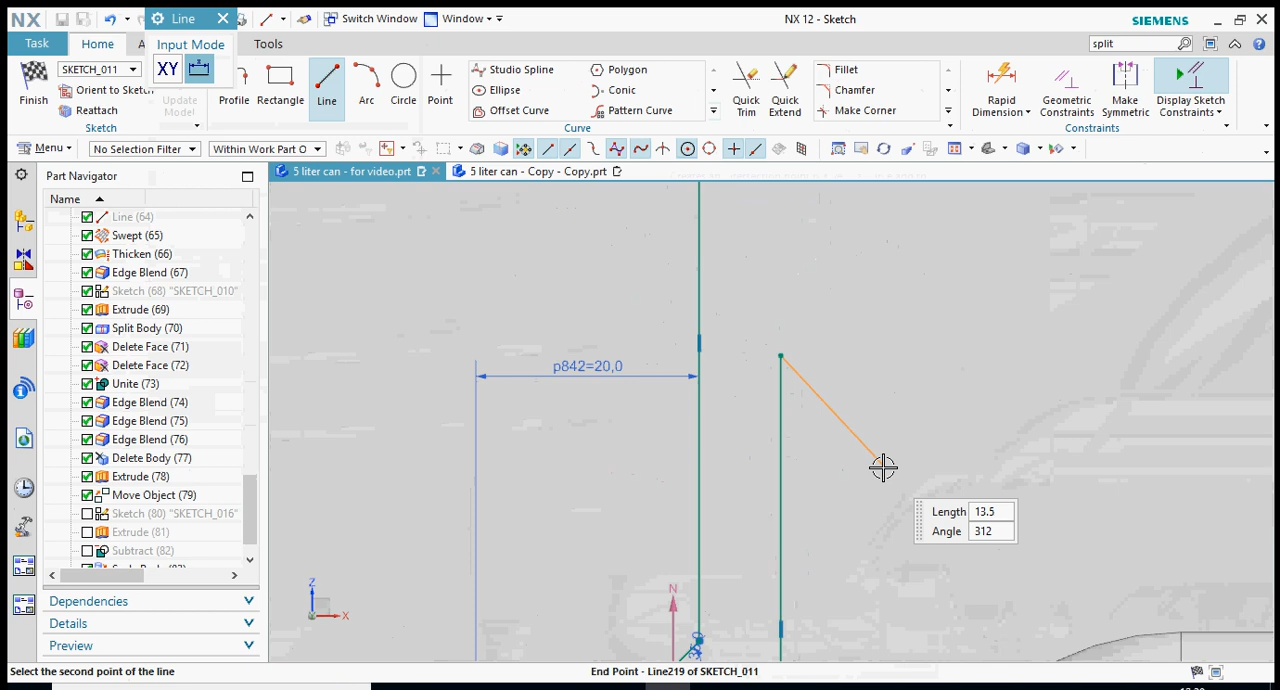 NX
Line
Switch Window
Window
NX 12 - Sketch
SIEMENS
Task
Home
A
Input Mode
Tools
split
XY
SKETCH_011
Orient to Sketch
Reattach
Finish
Update Model
Sketch
Profile
Rectangle
Line
Arc
Circle
Point
Studio Spline
Polygon
Ellipse
Conic
Offset Curve
Pattern Curve
Quick Trim
Quick Extend
Fillet
Chamfer
Make Corner
Curve
Rapid Dimension
Geometric Constraints
Make Symmetric
Display Sketch Constraints
Constraints
Menu
No Selection Filter
Within Work Part O
Part Navigator
5 liter can - for video.prt
5 liter can - Copy - Copy.prt
Name
Line (64)
Swept (65)
Thicken (66)
Edge Blend (67)
Sketch (68) "SKETCH_010"
Extrude (69)
Split Body (70)
Delete Face (71)
Delete Face (72)
Unite (73)
Edge Blend (74)
Edge Blend (75)
Edge Blend (76)
Delete Body (77)
Extrude (78)
Move Object (79)
Sketch (80) "SKETCH_016"
Extrude (81)
Subtract (82)
Dependencies
Details
Preview
p842=20,0
Length 13.5
Angle 312
Z
X
N
Select the second point of the line
End Point - Line219 of SKETCH_011